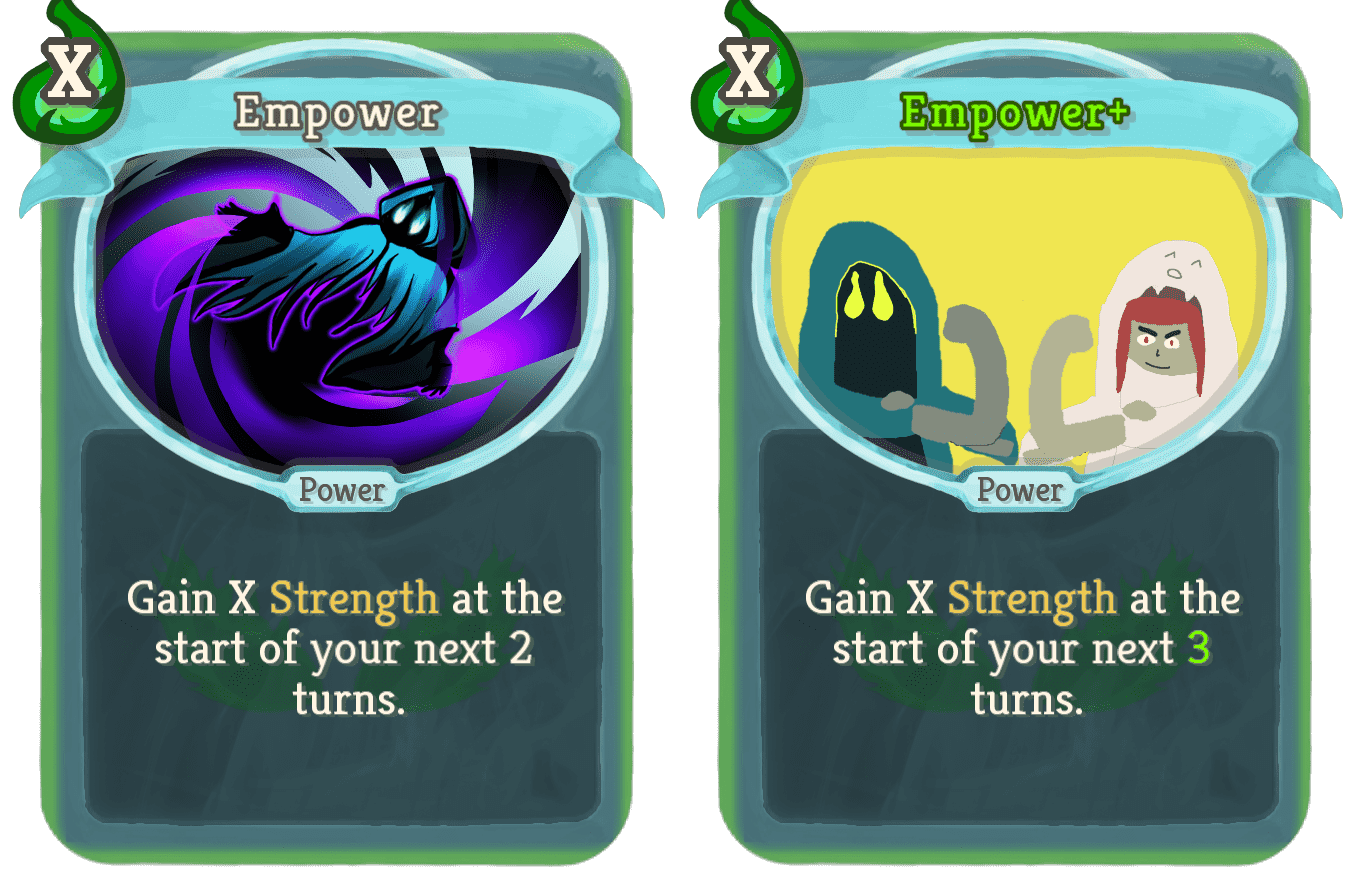 X
Empower
Power
Gain X Strength at the
start of your next 2
turns.
X
Empower+
Power
Gain X Strength at the
start of your next 3
turns.